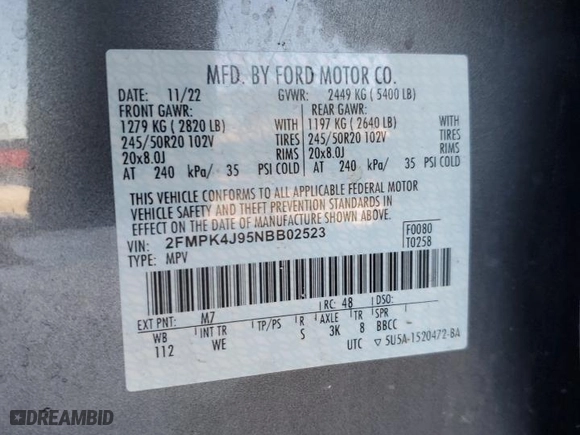 MFD. BY FORD MOTOR CO.
DATE: 11/22 GVWR: 2449 KG ( 5400 LB)
FRONT GAWR: REAR GAWR:
1279 KG ( 2820 LB) WITH 1197 KG ( 2640 LB) WITH
245/50R20 102V TIRES 245/50R20 102V TIRES
20x8.0J RIMS 20x8.0J RIMS
AT 240 kPa/ 35 PSI COLD AT 240 kPa/ 35 PSI COLD
THIS VEHICLE CONFORMS TO ALL APPLICABLE FEDERAL MOTOR
VEHICLE SAFETY AND THEFT PREVENTION STANDARDS IN
EFFECT ON THE DATE OF MANUFACTURE SHOWN ABOVE.
VIN: 2FMPK4J95NBB02523 F0080
TYPE: MPV T0258
EXT PNT: M7 RC: 48 DSO:
WB INT TR TP/PS R AXLE TR SPR
112 WE S 3K 8 BBCC
UTC ▽ 5U5A-1520472-BA
DREAMBID